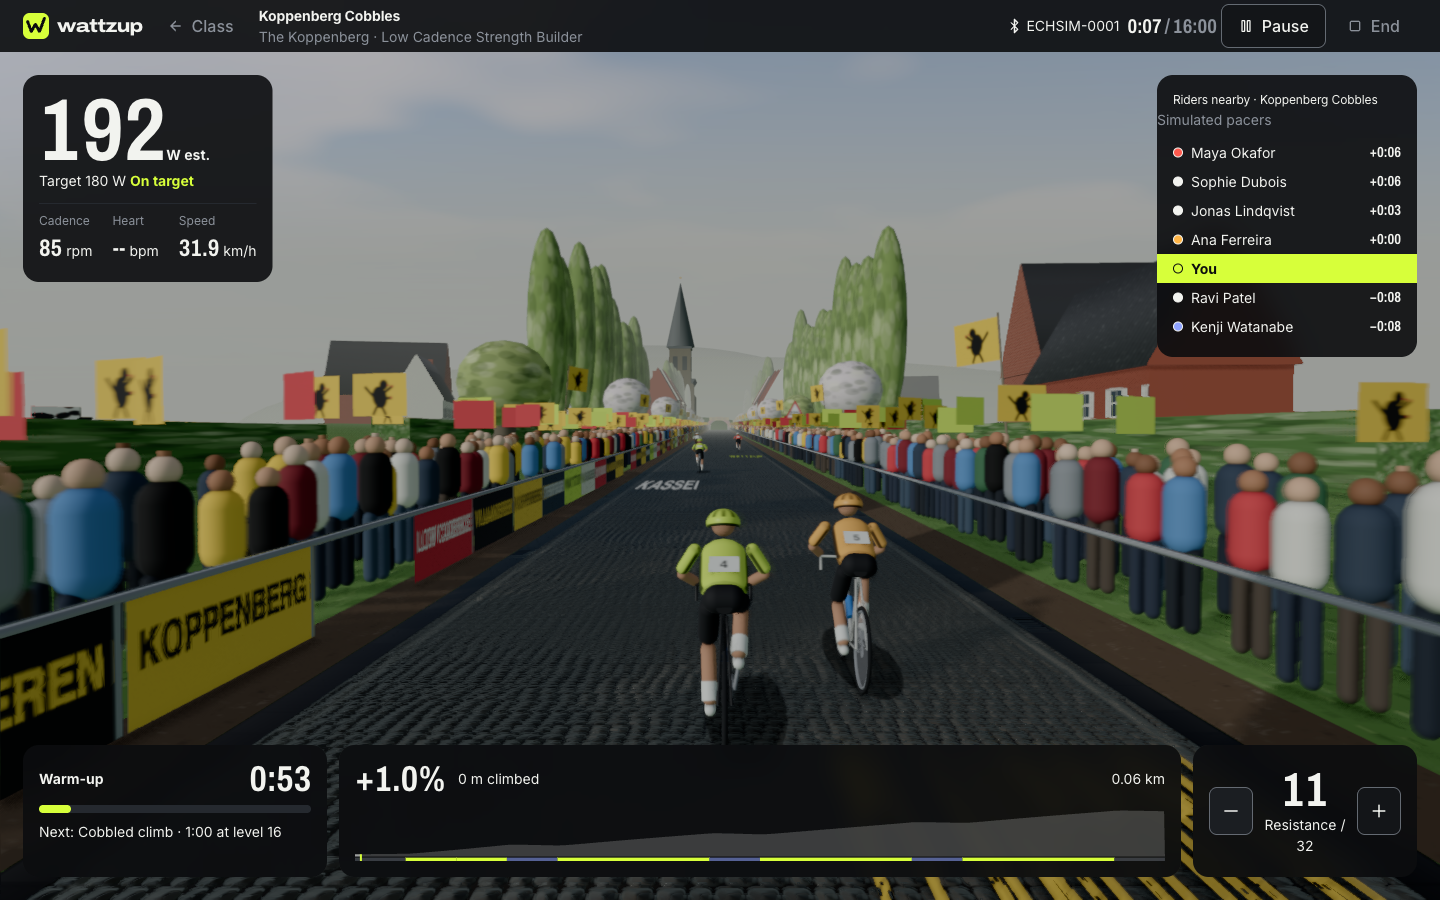 W wattzup
Class
Koppenberg Cobbles
The Koppenberg · Low Cadence Strength Builder
ECHSIM-0001 0:07 / 16:00
Pause
End
192 W est.
Target 180 W On target
Cadence Heart Speed
85 rpm -- bpm 31.9 km/h
Riders nearby · Koppenberg Cobbles
Simulated pacers
Maya Okafor +0:06
Sophie Dubois +0:06
Jonas Lindqvist +0:03
Ana Ferreira +0:00
You
Ravi Patel −0:08
Kenji Watanabe −0:08
KASSEI
4
5
KOPPENBERG
EREN
Warm-up 0:53
Next: Cobbled climb · 1:00 at level 16
+1.0% 0 m climbed 0.06 km
11
Resistance /
32